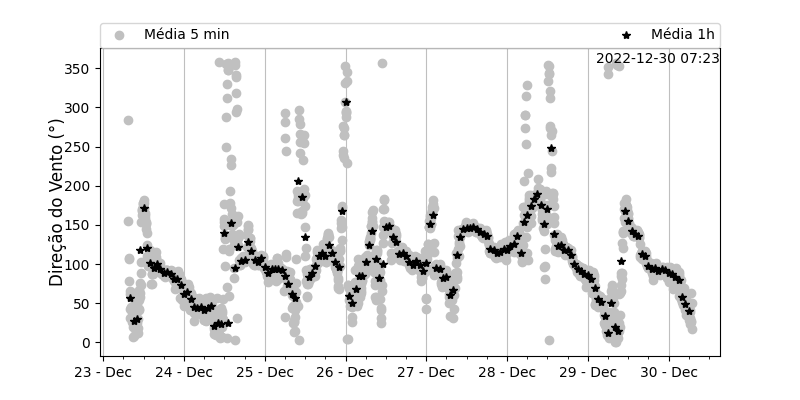 Média 5 min
Média 1h
2022-12-30 07:23
350
300
250
200
150
100
50
0
Direção do Vento (°)
23 - Dec
24 - Dec
25 - Dec
26 - Dec
27 - Dec
28 - Dec
29 - Dec
30 - Dec